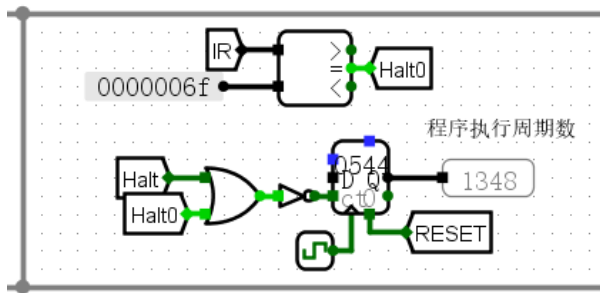 IR
>
=
<
Halt0
0000006f
程序执行周期数
Halt
Halt0
0544
D Q
ct0
1348
RESET